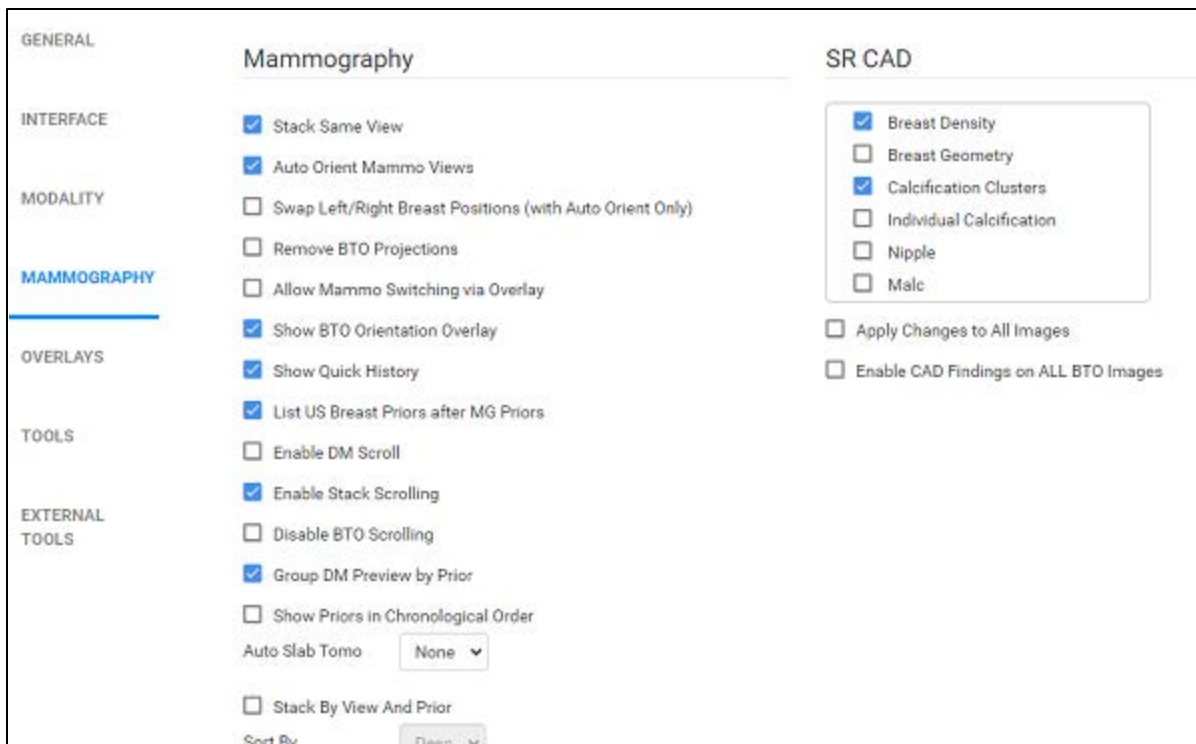 GENERAL
INTERFACE
MODALITY
MAMMOGRAPHY
OVERLAYS
TOOLS
EXTERNAL
TOOLS
Mammography
Stack Same View
Auto Orient Mammo Views
Swap Left/Right Breast Positions (with Auto Orient Only)
Remove BTO Projections
Allow Mammo Switching via Overlay
Show BTO Orientation Overlay
Show Quick History
List US Breast Priors after MG Priors
Enable DM Scroll
Enable Stack Scrolling
Disable BTO Scrolling
Group DM Preview by Prior
Show Priors in Chronological Order
Auto Slab Tomo None
Stack By View And Prior
Sort By Desc
SR CAD
Breast Density
Breast Geometry
Calcification Clusters
Individual Calcification
Nipple
Malc
Apply Changes to All Images
Enable CAD Findings on ALL BTO Images